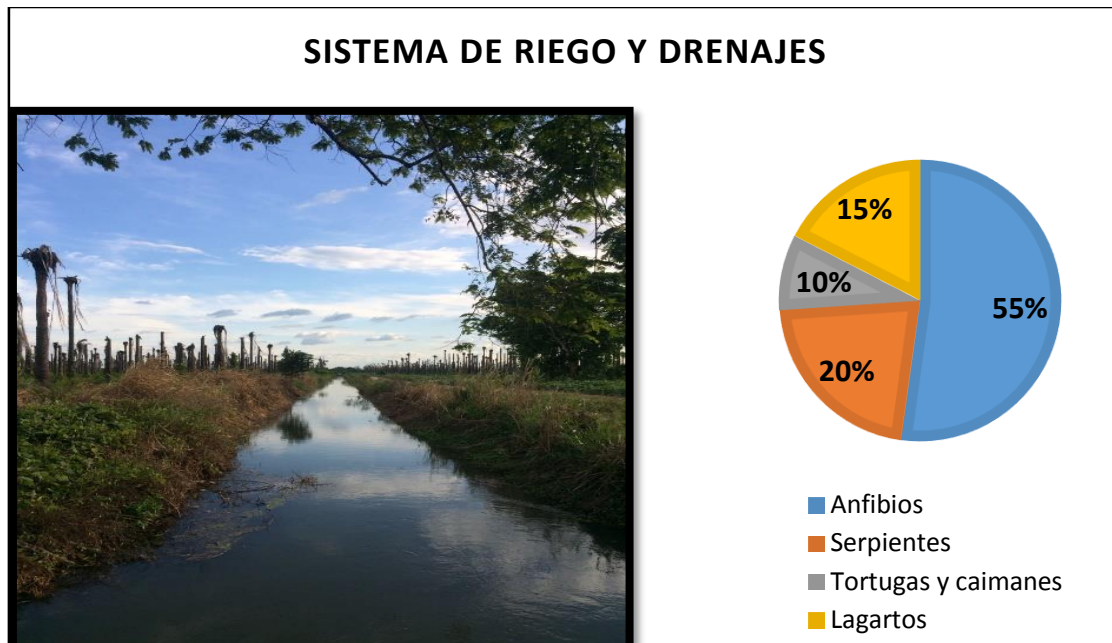 SISTEMA DE RIEGO Y DRENAJES
15%
10%
55%
20%
Anfibios
Serpientes
Tortugas y caimanes
Lagartos